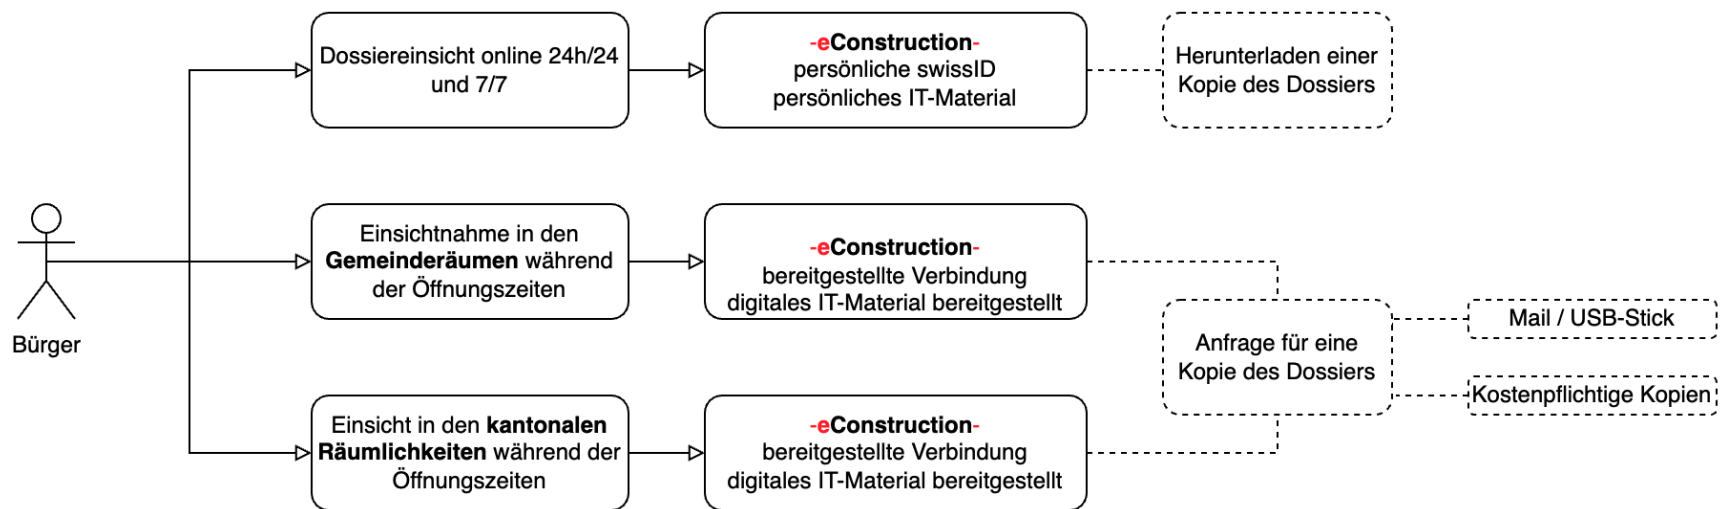 Dossiereinsicht online 24h/24
und 7/7
-eConstruction-
persönliche swissID
persönliches IT-Material
Herunterladen einer
Kopie des Dossiers
Bürger
Einsichtnahme in den
Gemeinderäumen während
der Öffnungszeiten
-eConstruction-
bereitgestellte Verbindung
digitales IT-Material bereitgestellt
Anfrage für eine
Kopie des Dossiers
Mail / USB-Stick
Kostenpflichtige Kopien
Einsicht in den kantonalen
Räumlichkeiten während der
Öffnungszeiten
-eConstruction-
bereitgestellte Verbindung
digitales IT-Material bereitgestellt